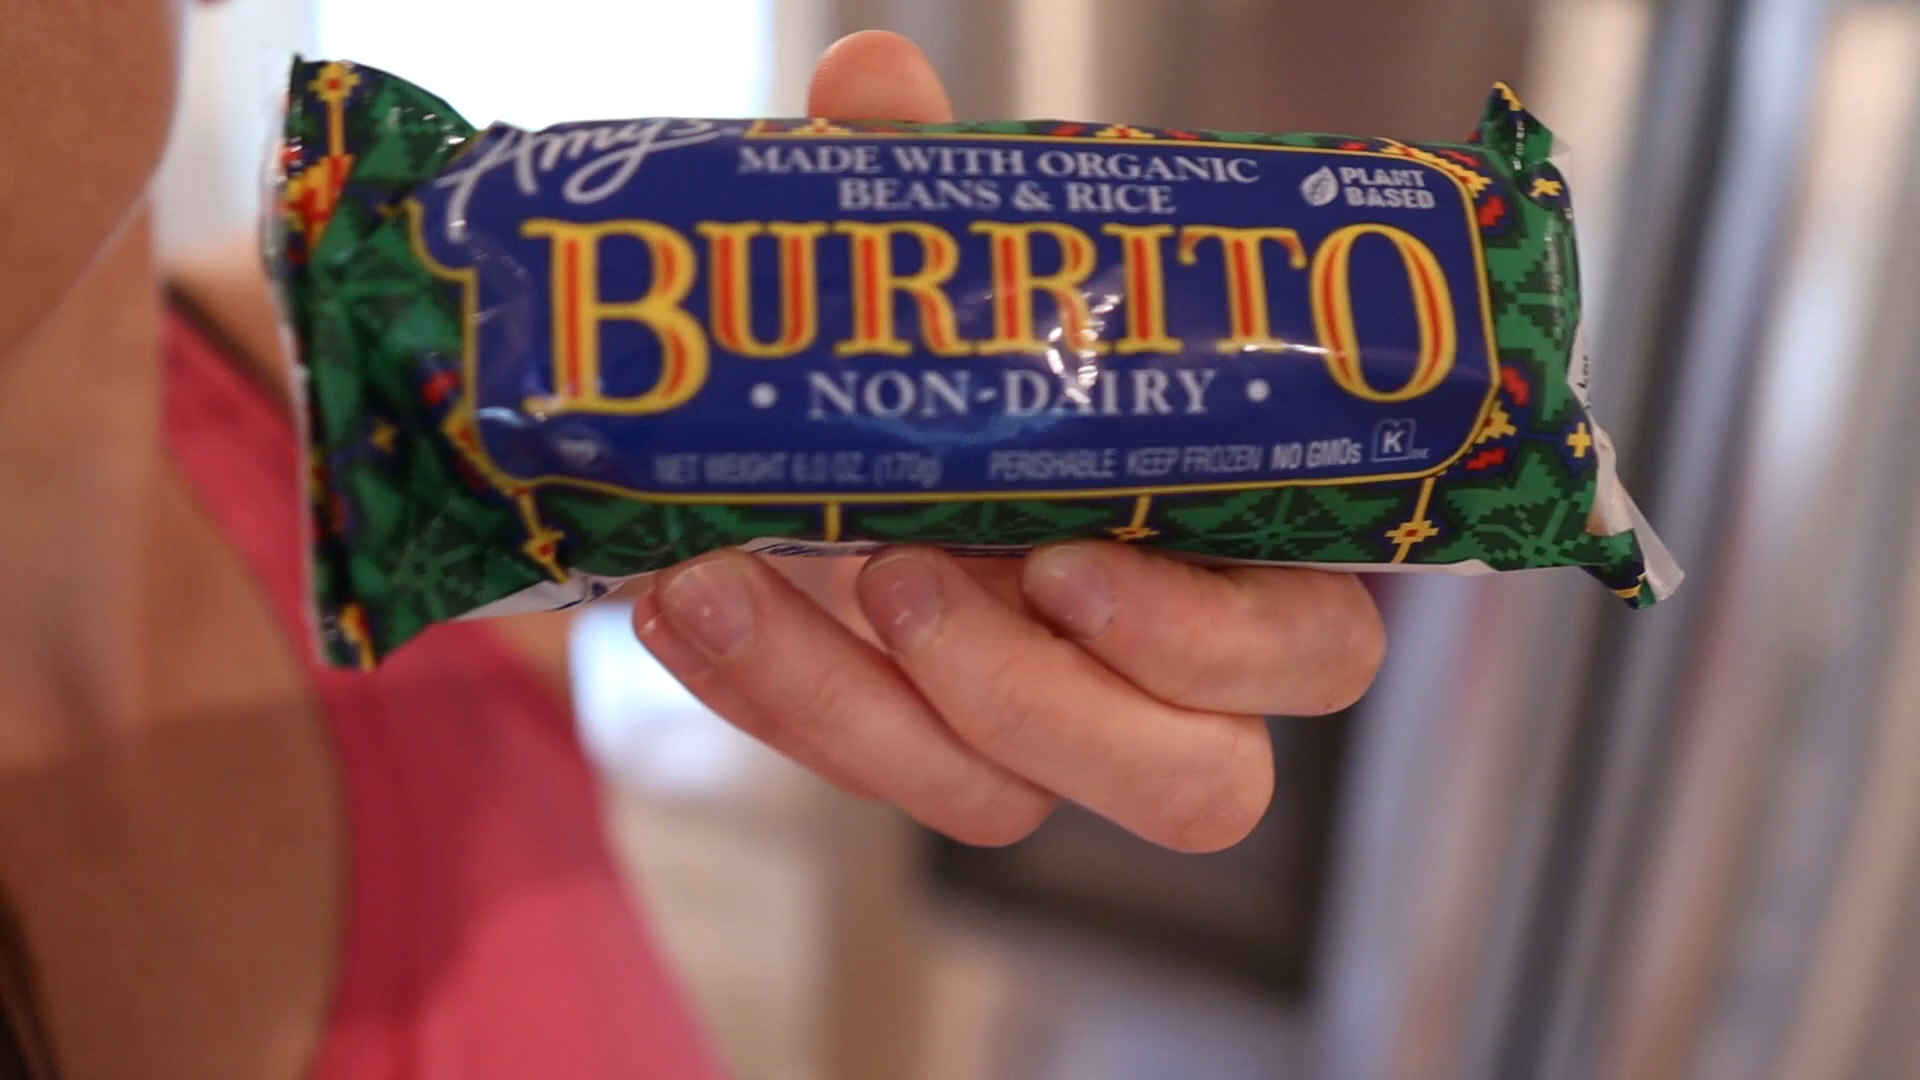 Amy's
MADE WITH ORGANIC
BEANS & RICE
PLANT
BASED
BURRITO
• NON-DAIRY •
NET WEIGHT 6.0 OZ. (170g) PERISHABLE KEEP FROZEN NO GMOs K